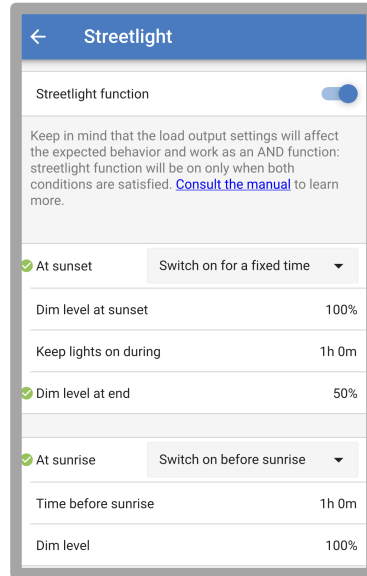 Streetlight
Streetlight function
Keep in mind that the load output settings will affect
the expected behavior and work as an AND function:
streetlight function will be on only when both
conditions are satisfied. Consult the manual to learn
more.
At sunset Switch on for a fixed time
Dim level at sunset 100%
Keep lights on during 1h 0m
Dim level at end 50%
At sunrise Switch on before sunrise
Time before sunrise 1h 0m
Dim level 100%